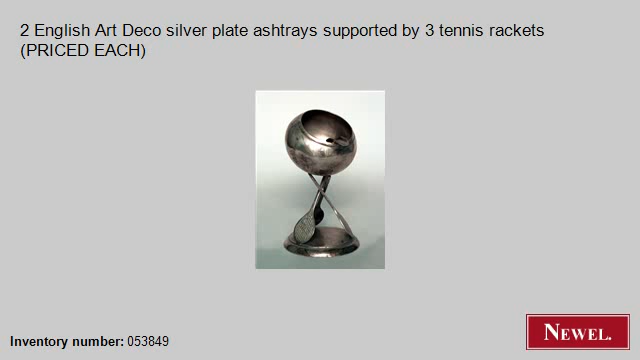 2 English Art Deco silver plate ashtrays supported by 3 tennis rackets
(PRICED EACH)
Inventory number: 053849
NEWEL.